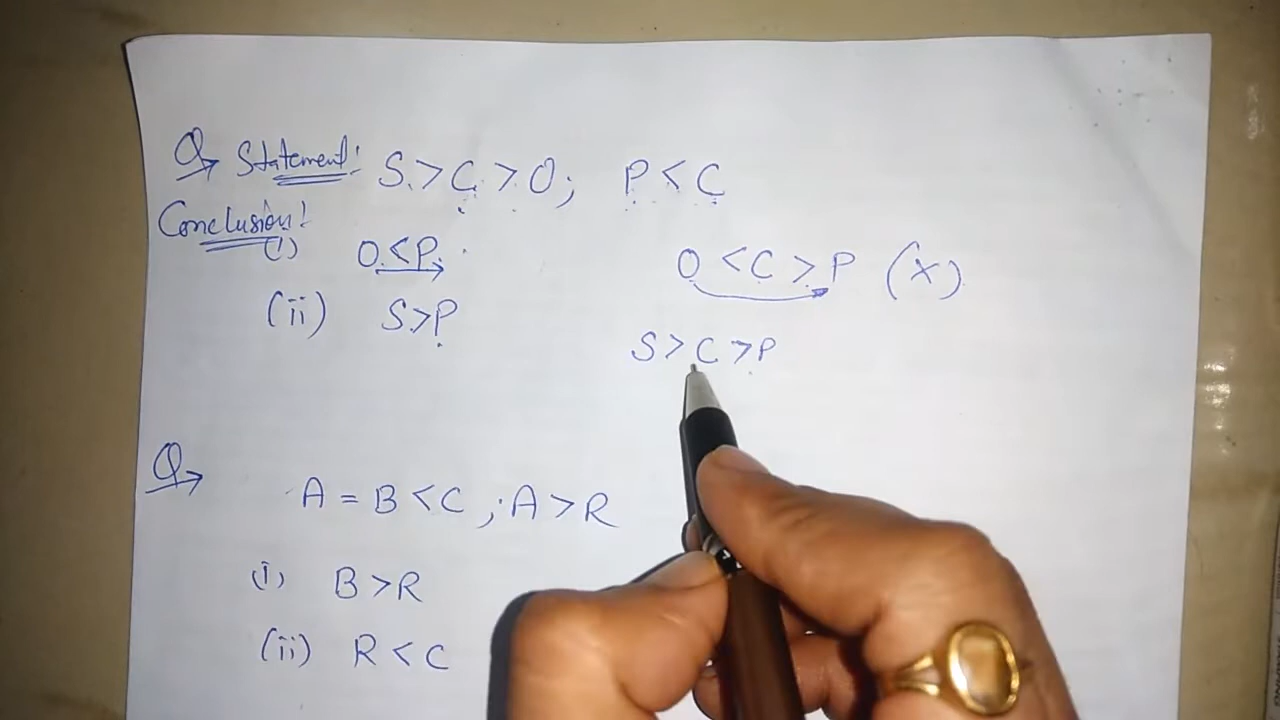 Q→ Statement: S > C > O; P < C
Conclusion!
(i) O < P.
O < C > P (X)
(ii) S > P
S > C > P
Q→
A = B < C ; A > R
(i) B > R
(ii) R < C